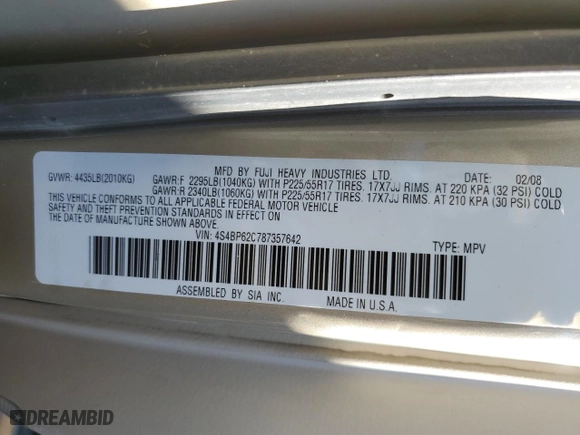 MFD BY FUJI HEAVY INDUSTRIES LTD. DATE: 02/08
GVWR: 4435LB(2010KG) GAWR:F 2295LB(1040KG) WITH P225/55R17 TIRES. 17X7JJ RIMS. AT 220 KPA (32 PSI) COLD
GAWR:R 2340LB(1060KG) WITH P225/55R17 TIRES. 17X7JJ RIMS. AT 210 KPA (30 PSI) COLD
THIS VEHICLE CONFORMS TO ALL APPLICABLE FEDERAL MOTOR VEHICLE
SAFETY AND THEFT PREVENTION STANDARDS IN EFFECT ON
THE DATE OF MANUFACTURE SHOWN ABOVE.
VIN: 4S4BP62C787357642 TYPE: MPV
ASSEMBLED BY SIA INC. MADE IN U.S.A.
DREAMBID